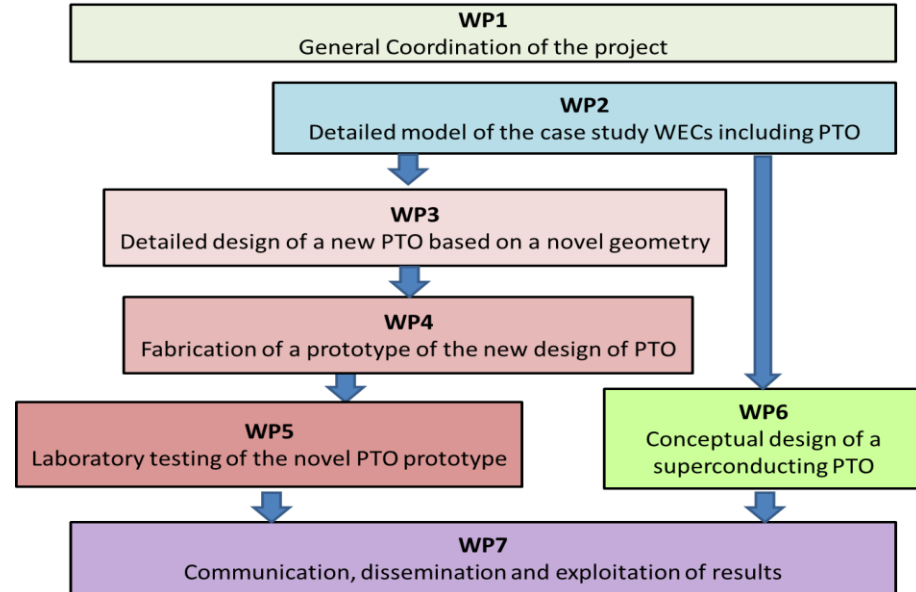 WP1
General Coordination of the project
WP2
Detailed model of the case study WECs including PTO
WP3
Detailed design of a new PTO based on a novel geometry
WP4
Fabrication of a prototype of the new design of PTO
WP5
Laboratory testing of the novel PTO prototype
WP6
Conceptual design of a
superconducting PTO
WP7
Communication, dissemination and exploitation of results